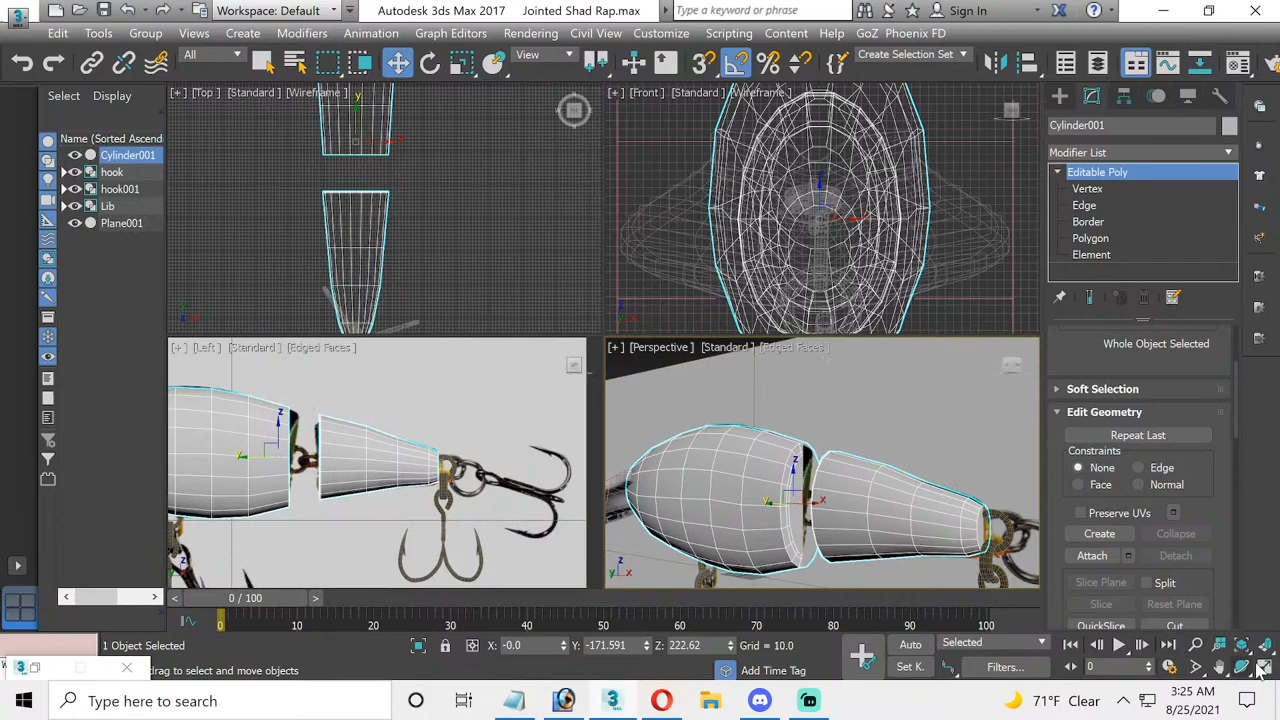 Workspace: Default
Autodesk 3ds Max 2017
Jointed Shad Rap.max
Type a keyword or phrase
Sign In
Edit
Tools
Group
Views
Create
Modifiers
Animation
Graph Editors
Rendering
Civil View
Customize
Scripting
Content
Help
GoZ
Phoenix FD
All
View
Create Selection Set
Select
Display
[+] [Top] [Standard] [Wireframe]
[+] [Front] [Standard] [Wireframe]
Cylinder001
Name (Sorted Ascend
Cylinder001
hook
hook001
Lib
Plane001
Modifier List
Editable Poly
Vertex
Edge
Border
Polygon
Element
[+] [Left] [Standard] [Edged Faces]
[+] [Perspective] [Standard] [Edged Faces]
Whole Object Selected
Soft Selection
Edit Geometry
Repeat Last
Constraints
None
Edge
Face
Normal
Preserve UVs
Create
Collapse
Attach
Detach
Slice Plane
Split
Slice
Reset Plane
QuickSlice
Cut
0 / 100
0
10
20
30
40
50
60
70
80
90
100
1 Object Selected
X: -0.0
Y: -171.591
Z: 222.62
Grid = 10.0
Auto
Selected
drag to select and move objects
Add Time Tag
Set K.
Filters...
0
Type here to search
71°F Clear
3:25 AM
8/25/2021